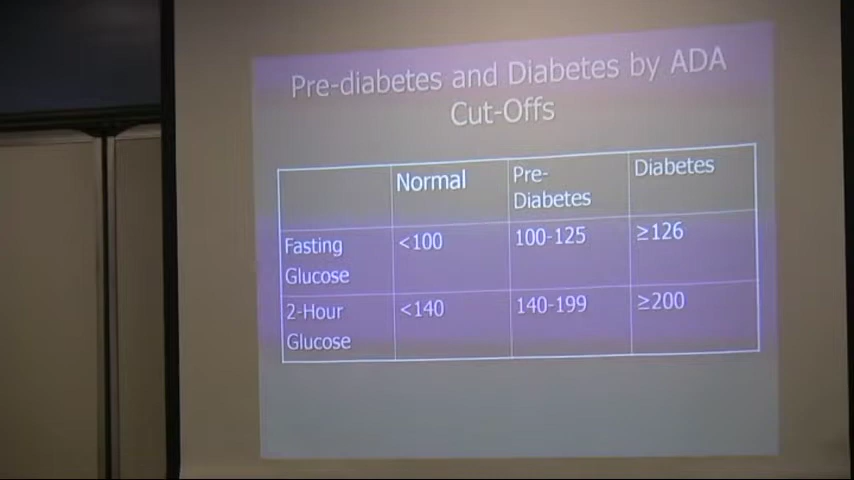 Pre-diabetes and Diabetes by ADA
Cut-Offs
Normal
Pre-
Diabetes
Diabetes
Fasting
Glucose
<100
100-125
≥126
2-Hour
Glucose
<140
140-199
≥200